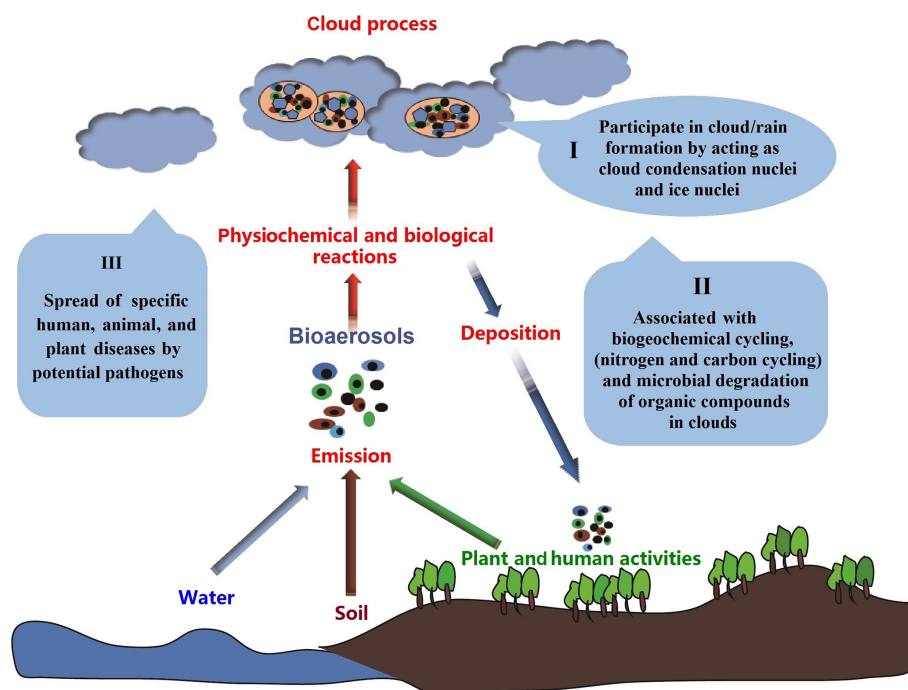 Cloud process
I
Participate in cloud/rain
formation by acting as
cloud condensation nuclei
and ice nuclei
Physiochemical and biological
reactions
III
Spread of specific
human, animal, and
plant diseases by
potential pathogens
II
Associated with
biogeochemical cycling,
(nitrogen and carbon cycling)
and microbial degradation
of organic compounds
in clouds
Bioaerosols
Deposition
Emission
Plant and human activities
Water
Soil